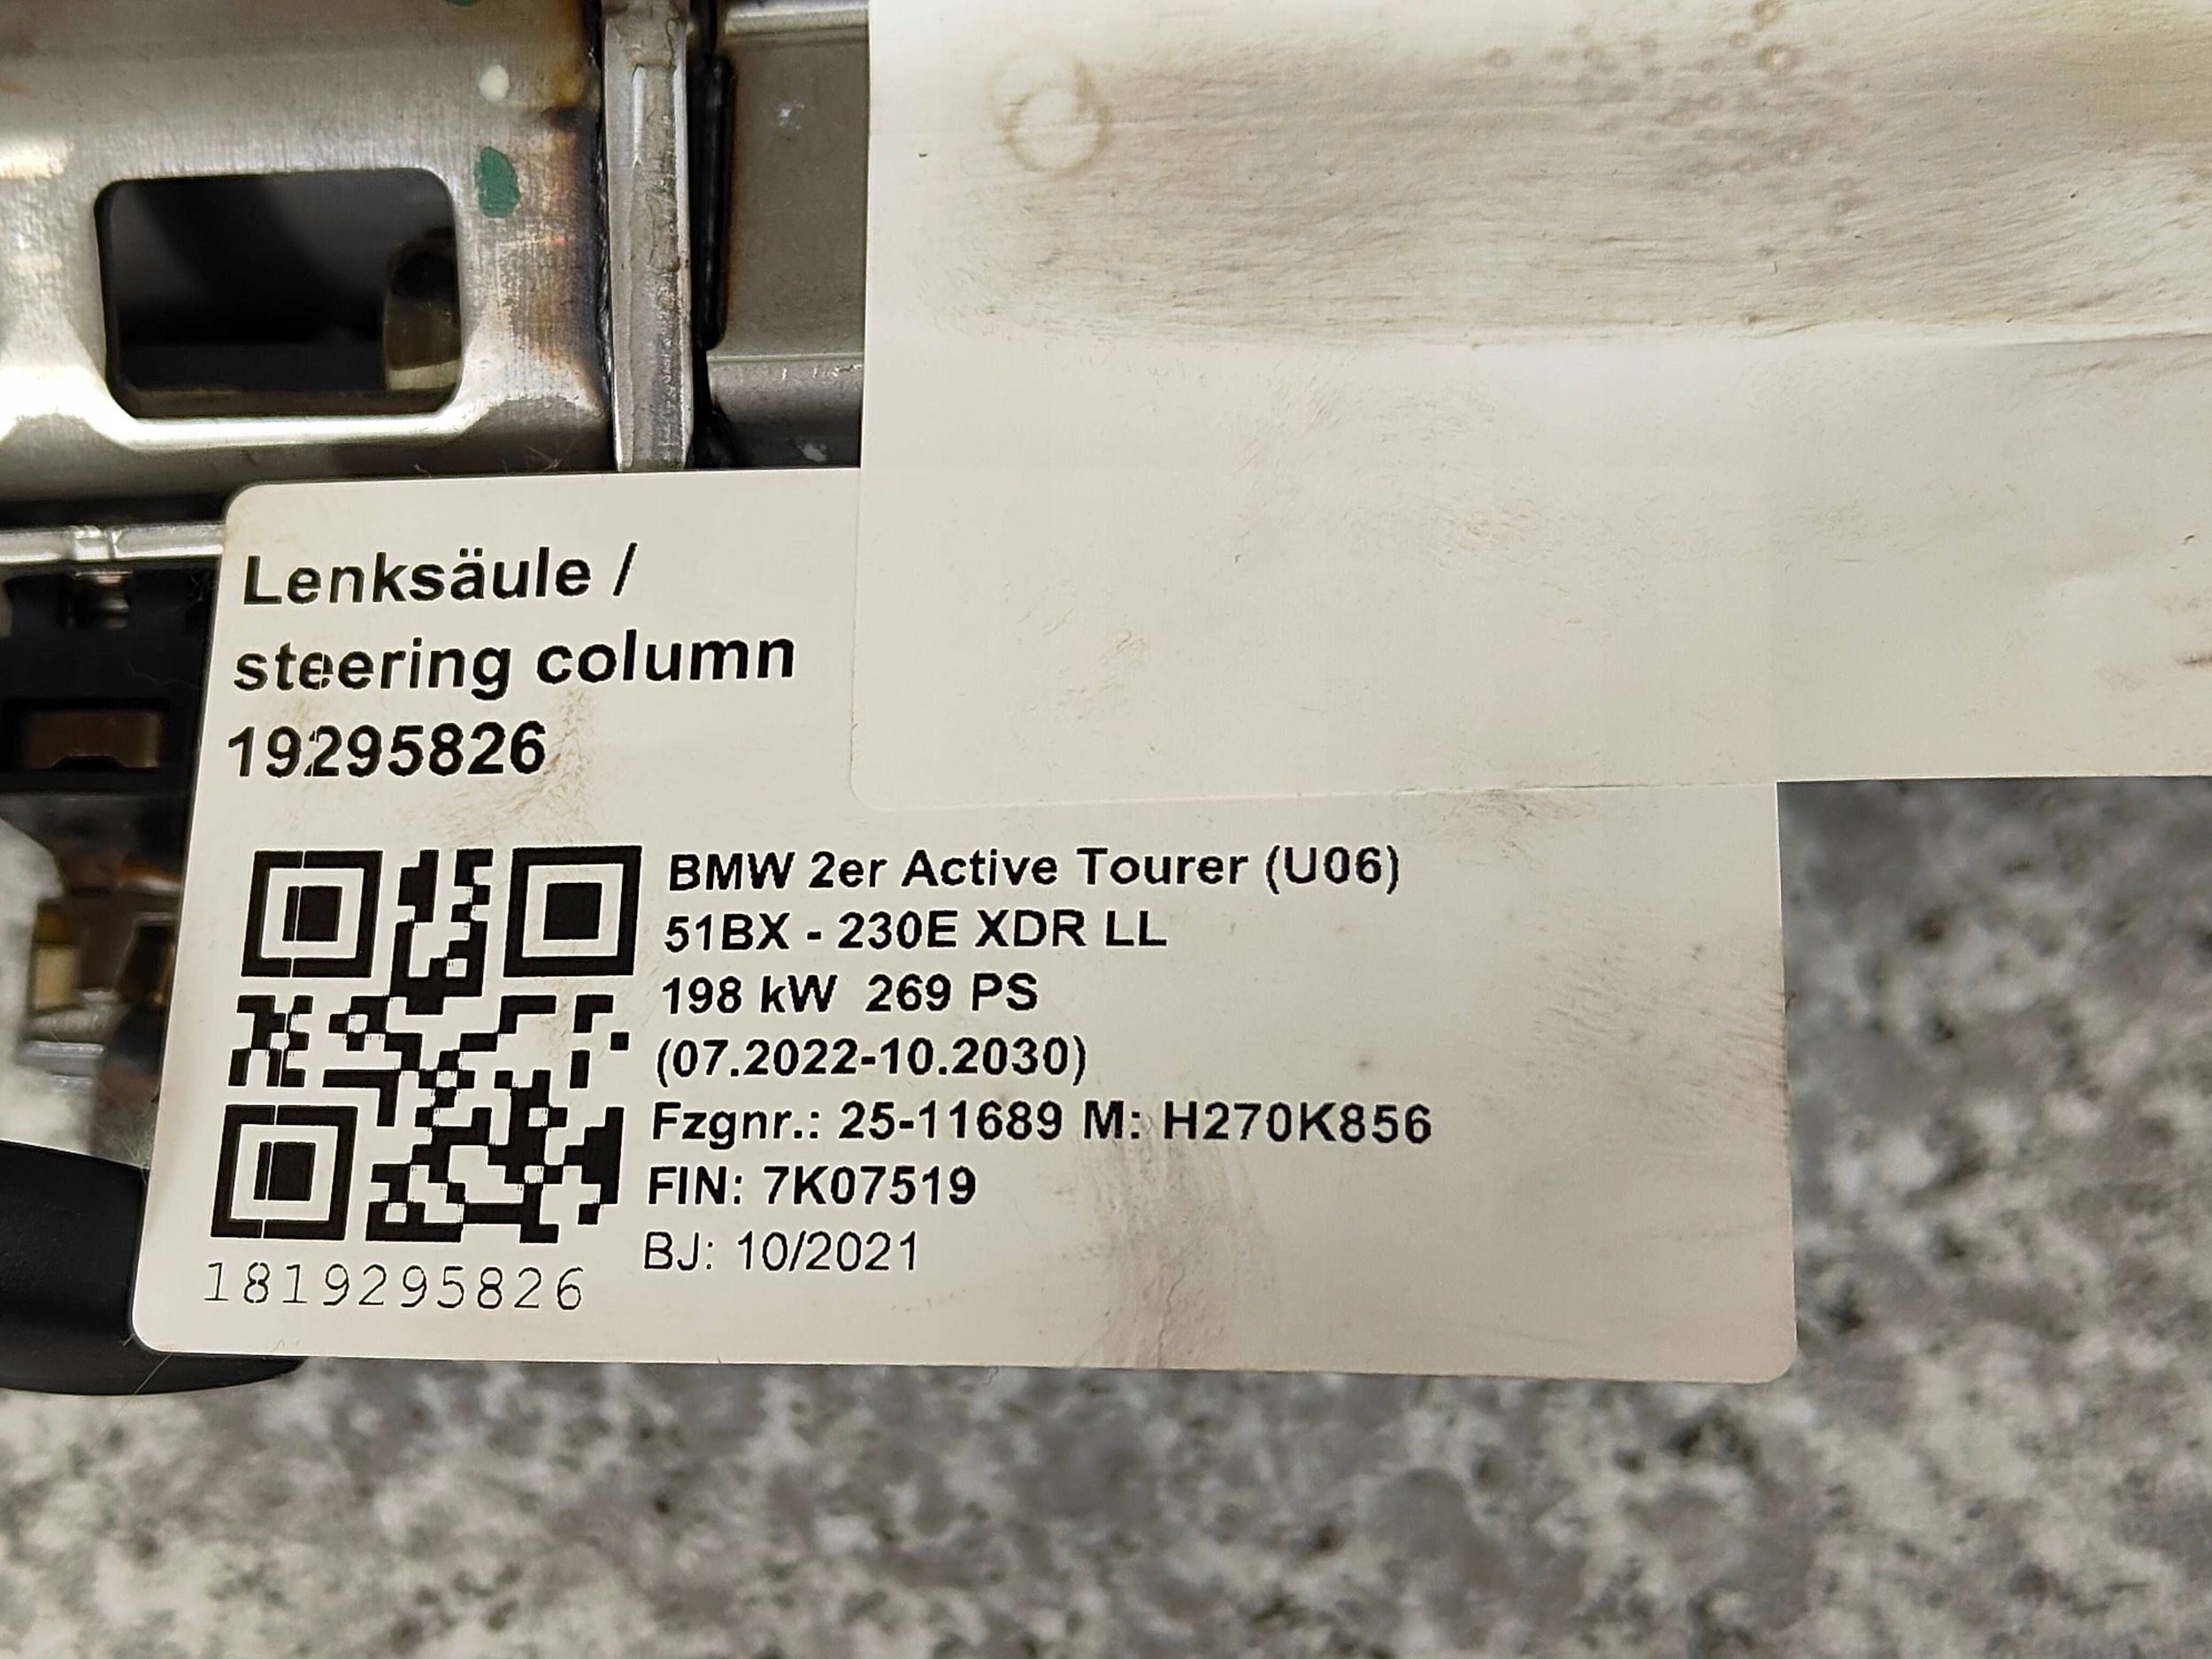 Lenksäule /
steering column
19295826
BMW 2er Active Tourer (U06)
51BX - 230E XDR LL
198 kW 269 PS
(07.2022-10.2030)
Fzgnr.: 25-11689 M: H270K856
FIN: 7K07519
BJ: 10/2021
1819295826